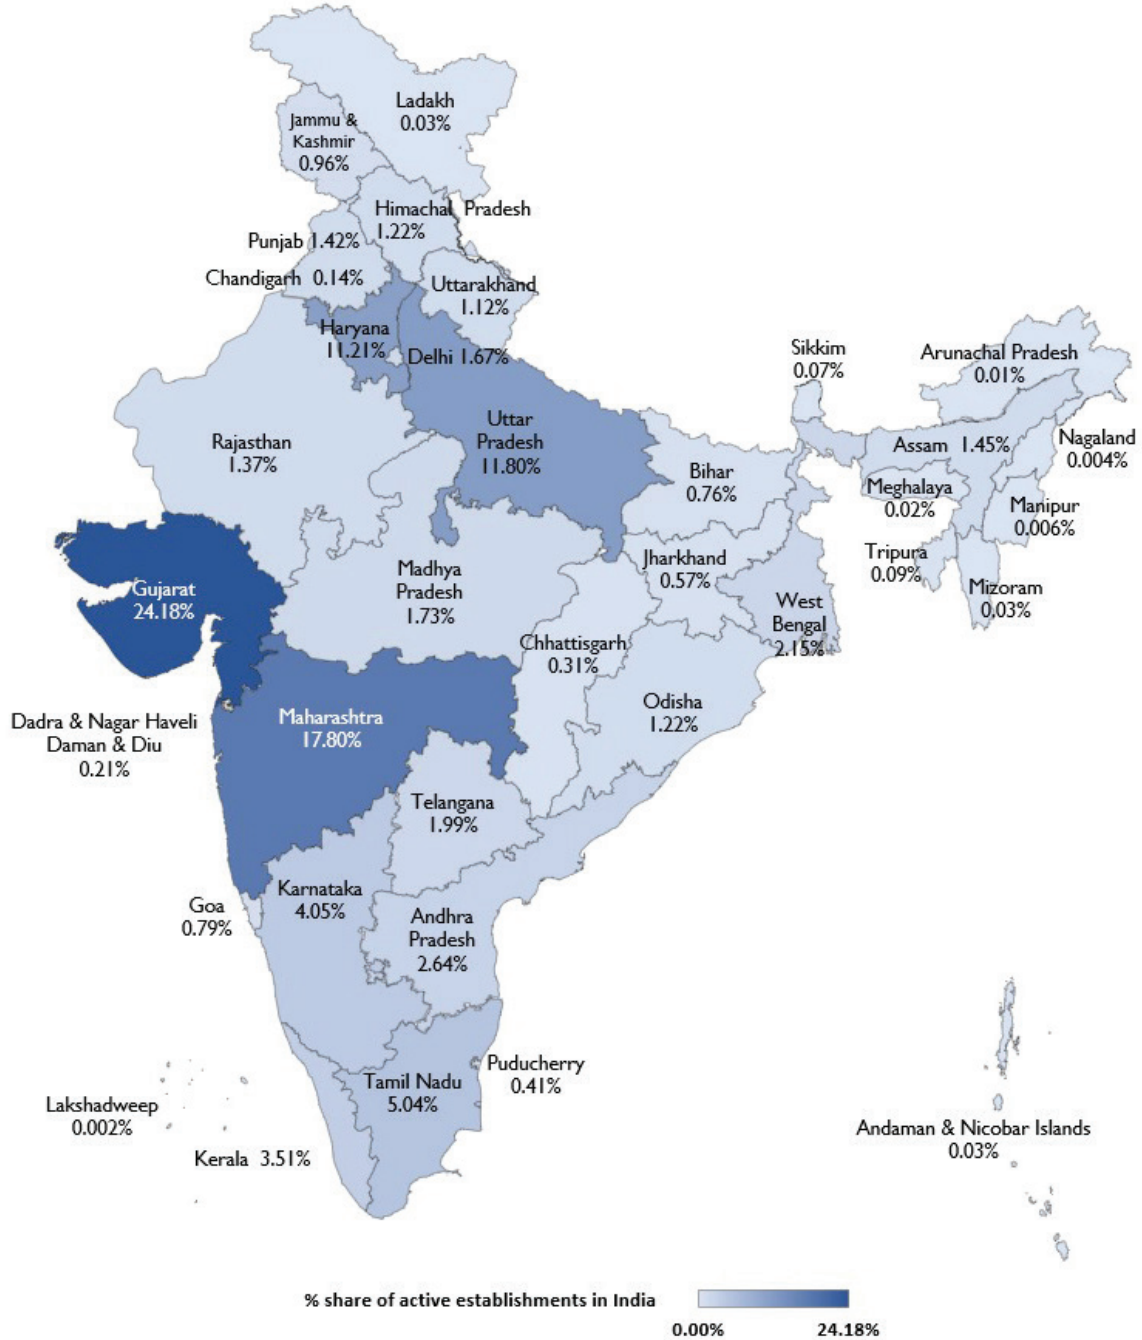 Ladakh
0.03%
Jammu &
Kashmir
0.96%
Himachal Pradesh
1.22%
Punjab 1.42%
Chandigarh 0.14%
Uttarakhand
1.12%
Haryana
11.21%
Delhi 1.67%
Sikkim
0.07%
Arunachal Pradesh
0.01%
Uttar
Pradesh
11.80%
Rajasthan
1.37%
Bihar
0.76%
Assam 1.45%
Nagaland
0.004%
Meghalaya
0.02%
Manipur
0.006%
Tripura
0.09%
Mizoram
0.03%
Jharkhand
0.57%
Gujarat
24.18%
Madhya
Pradesh
1.73%
West
Bengal
2.15%
Chhattisgarh
0.31%
Odisha
1.22%
Dadra & Nagar Haveli
Daman & Diu
0.21%
Maharashtra
17.80%
Telangana
1.99%
Karnataka
4.05%
Goa
0.79%
Andhra
Pradesh
2.64%
Puducherry
0.41%
Tamil Nadu
5.04%
Lakshadweep
0.002%
Kerala 3.51%
Andaman & Nicobar Islands
0.03%
% share of active establishments in India
0.00% 24.18%